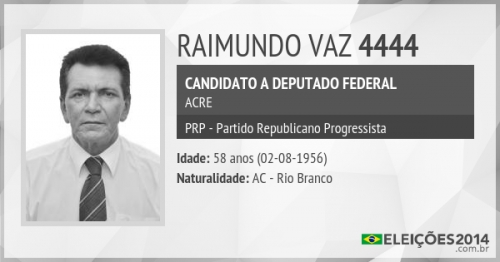 RAIMUNDO VAZ 4444
CANDIDATO A DEPUTADO FEDERAL
ACRE
PRP - Partido Republicano Progressista
Idade: 58 anos (02-08-1956)
Naturalidade: AC - Rio Branco
ELEIÇÕES2014
.com.br